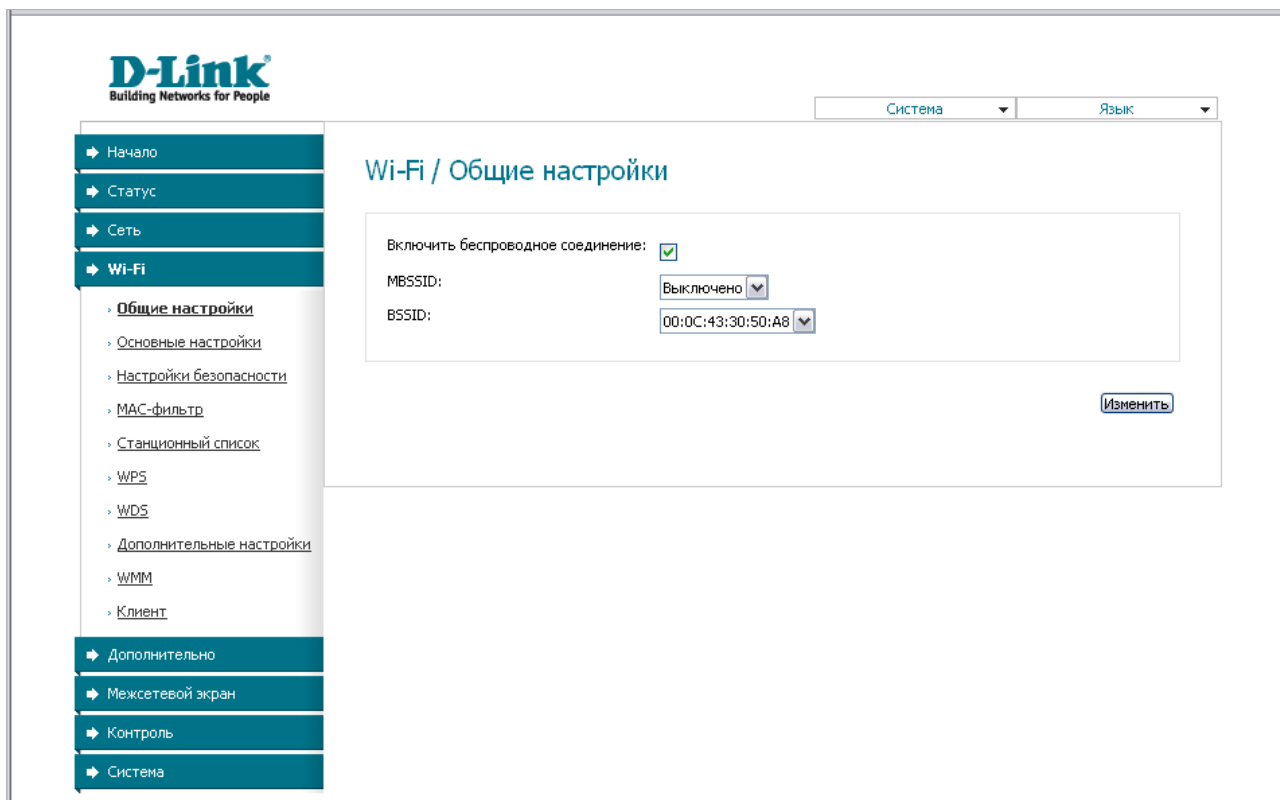 D-Link
Building Networks for People
Система
Язык
Начало
Статус
Сеть
Wi-Fi
Общие настройки
Основные настройки
Настройки безопасности
MAC-фильтр
Станционный список
WPS
WDS
Дополнительные настройки
WMM
Клиент
Дополнительно
Межсетевой экран
Контроль
Система
Wi-Fi / Общие настройки
Включить беспроводное соединение:
MBSSID: Выключено
BSSID: 00:0C:43:30:50:A8
Изменить